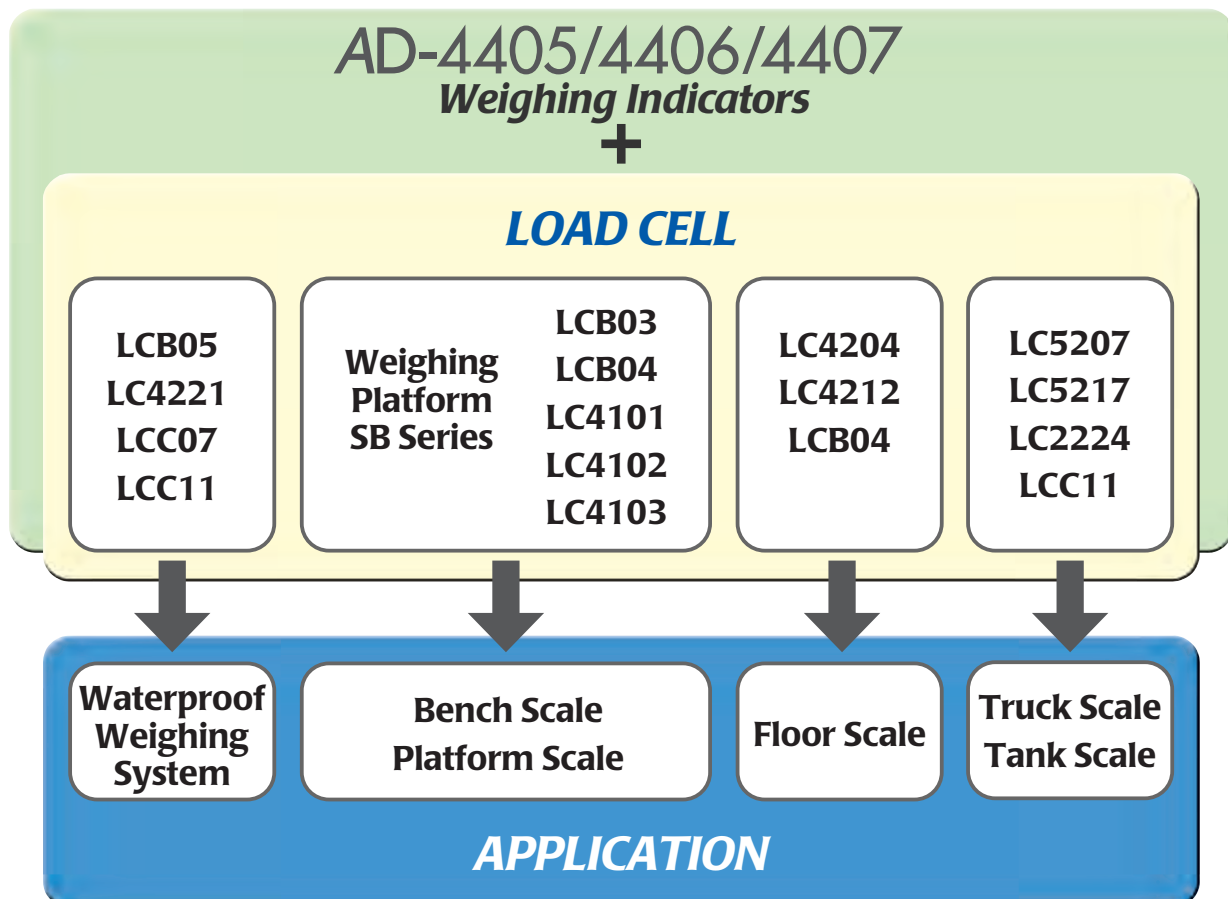 AD-4405/4406/4407
Weighing Indicators
+
LOAD CELL
LCB05
LC4221
LCC07
LCC11
Weighing
Platform
SB Series
LCB03
LCB04
LC4101
LC4102
LC4103
LC4204
LC4212
LCB04
LC5207
LC5217
LC2224
LCC11
Waterproof
Weighing
System
Bench Scale
Platform Scale
Floor Scale
Truck Scale
Tank Scale
APPLICATION